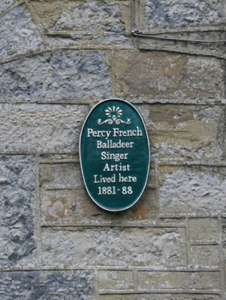 Percy French
Balladeer
Singer
Artist
Lived here
1881-88